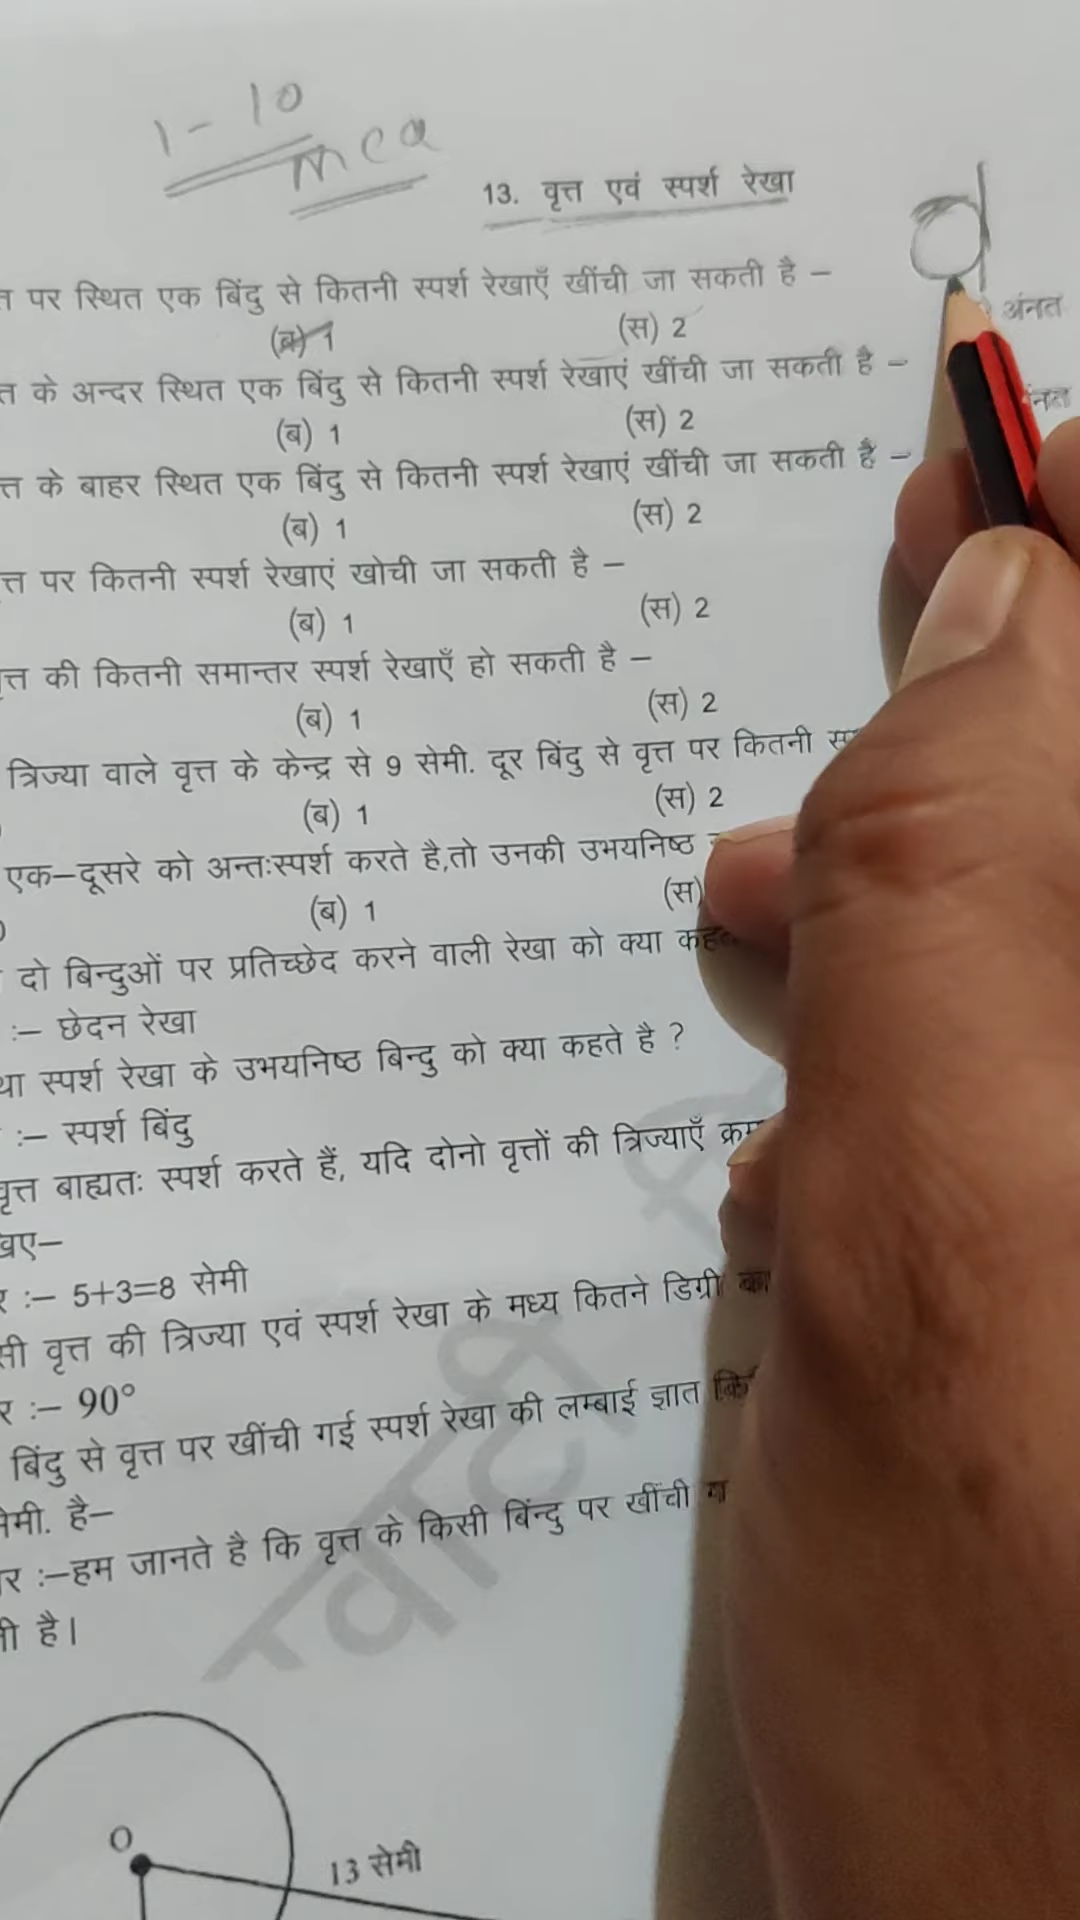 1-10
mcq
13. वृत्त एवं स्पर्श रेखा
पर स्थित एक बिंदु से कितनी स्पर्श रेखाएँ खींची जा सकती है –
(ब) 1 (स) 2 अंनत
के अन्दर स्थित एक बिंदु से कितनी स्पर्श रेखाएं खींची जा सकती है –
(ब) 1 (स) 2
के बाहर स्थित एक बिंदु से कितनी स्पर्श रेखाएं खींची जा सकती है –
(ब) 1 (स) 2
पर कितनी स्पर्श रेखाएं खोची जा सकती है –
(ब) 1 (स) 2
की कितनी समान्तर स्पर्श रेखाएँ हो सकती है –
(ब) 1 (स) 2
त्रिज्या वाले वृत्त के केन्द्र से 9 सेमी. दूर बिंदु से वृत्त पर कितनी
(ब) 1 (स) 2
एक–दूसरे को अन्तःस्पर्श करते है,तो उनकी उभयनिष्ठ
(ब) 1 (स)
दो बिन्दुओं पर प्रतिच्छेद करने वाली रेखा को क्या
:– छेदन रेखा
स्पर्श रेखा के उभयनिष्ठ बिन्दु को क्या कहते है ?
:– स्पर्श बिंदु
वृत्त बाह्यतः स्पर्श करते हैं, यदि दोनो वृत्तों की त्रिज्याएँ
:– 5+3=8 सेमी
वृत्त की त्रिज्या एवं स्पर्श रेखा के मध्य कितने डिग्री का
:– 90°
बिंदु से वृत्त पर खींची गई स्पर्श रेखा की लम्बाई ज्ञात
है–
:–हम जानते है कि वृत्त के किसी बिन्दु पर खींची
है।
O
13 सेमी